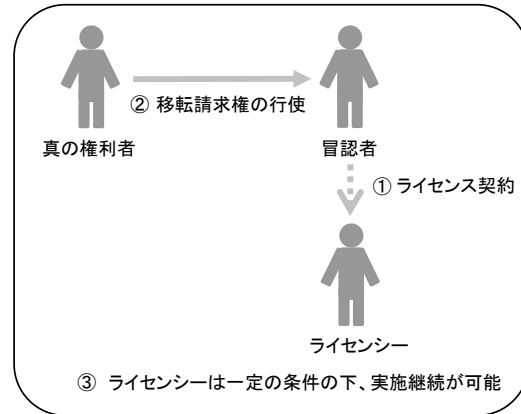 ② 移転請求権の行使
真の権利者
冒認者
① ライセンス契約
ライセンシー
③ ライセンシーは一定の条件の下、実施継続が可能